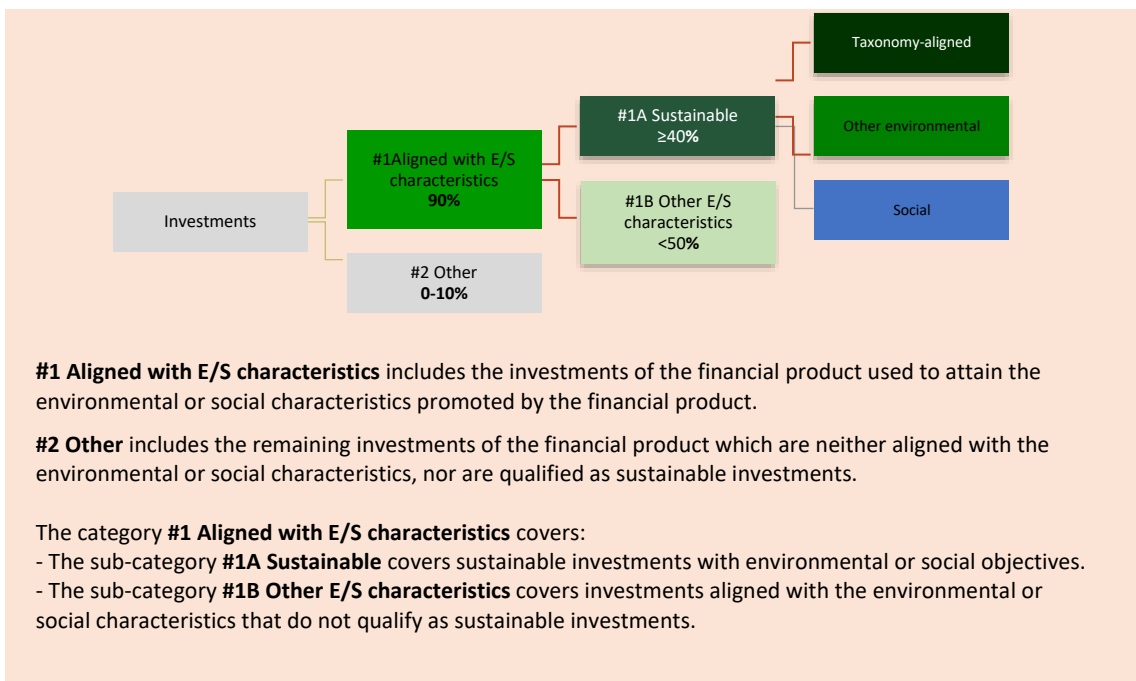 Taxonomy-aligned
#1A Sustainable
≥40%
Other environmental
#1Aligned with E/S
characteristics
90%
#1B Other E/S
characteristics
<50%
Social
Investments
#2 Other
0-10%
#1 Aligned with E/S characteristics includes the investments of the financial product used to attain the
environmental or social characteristics promoted by the financial product.
#2 Other includes the remaining investments of the financial product which are neither aligned with the
environmental or social characteristics, nor are qualified as sustainable investments.
The category #1 Aligned with E/S characteristics covers:
- The sub-category #1A Sustainable covers sustainable investments with environmental or social objectives.
- The sub-category #1B Other E/S characteristics covers investments aligned with the environmental or
social characteristics that do not qualify as sustainable investments.